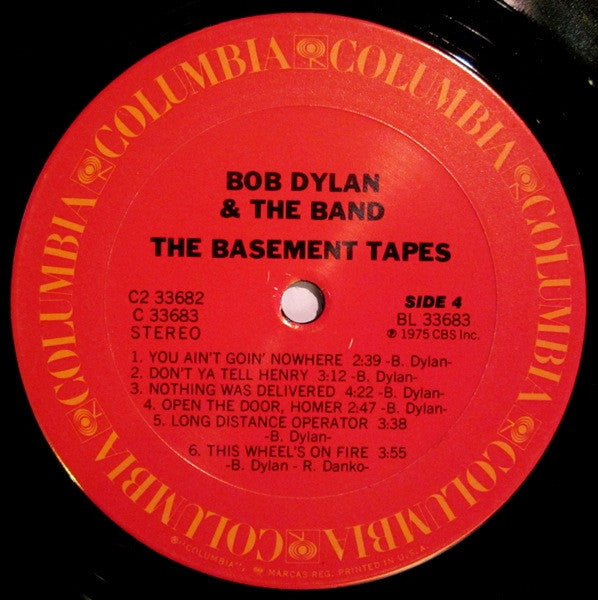 COLUMBIA COLUMBIA COLUMBIA COLUMBIA COLUMBIA COLUMBIA
BOB DYLAN
& THE BAND
THE BASEMENT TAPES
C2 33682
C 33683
STEREO
SIDE 4
BL 33683
℗ 1975 CBS Inc.
1. YOU AIN'T GOIN' NOWHERE 2:39 -B. Dylan-
2. DON'T YA TELL HENRY 3:12 -B. Dylan-
3. NOTHING WAS DELIVERED 4:22 -B. Dylan-
4. OPEN THE DOOR, HOMER 2:47 -B. Dylan-
5. LONG DISTANCE OPERATOR 3:38
-B. Dylan-
6. THIS WHEEL'S ON FIRE 3:55
-B. Dylan - R. Danko-
® "COLUMBIA", MARCAS REG. PRINTED IN U.S.A.